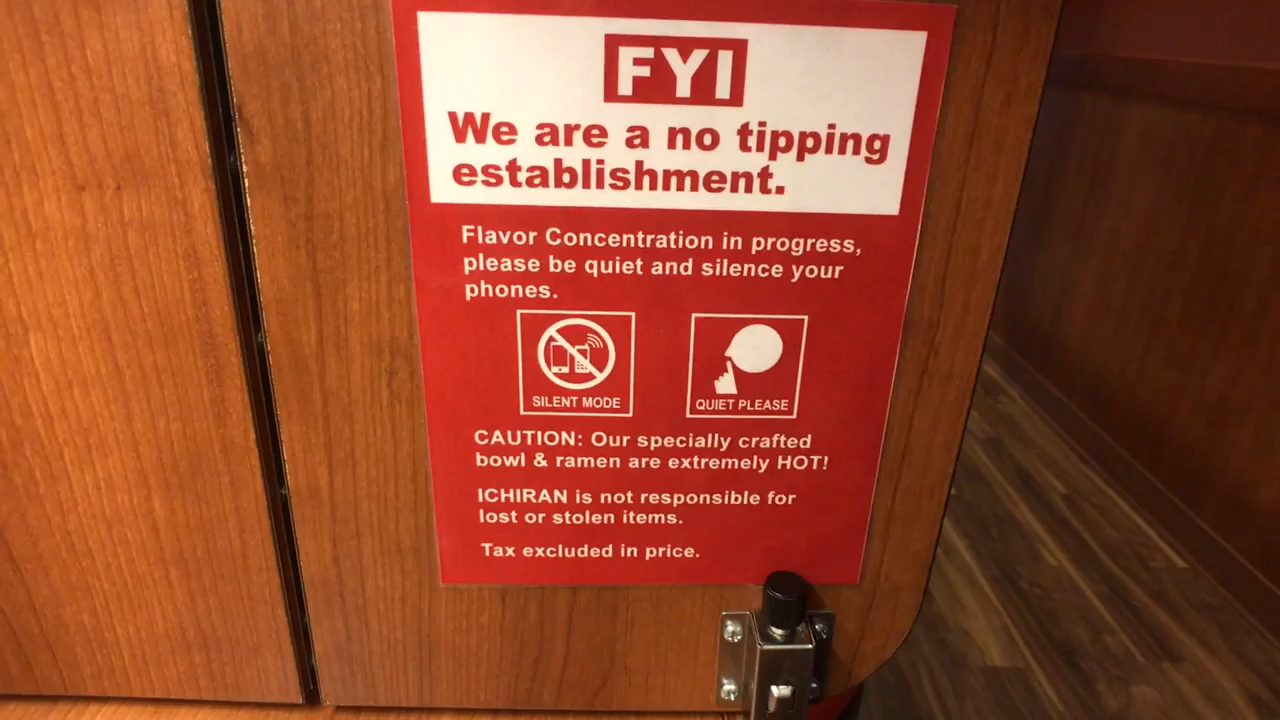 FYI
We are a no tipping
establishment.
Flavor Concentration in progress,
please be quiet and silence your
phones.
SILENT MODE
QUIET PLEASE
CAUTION: Our specially crafted
bowl & ramen are extremely HOT!
ICHIRAN is not responsible for
lost or stolen items.
Tax excluded in price.